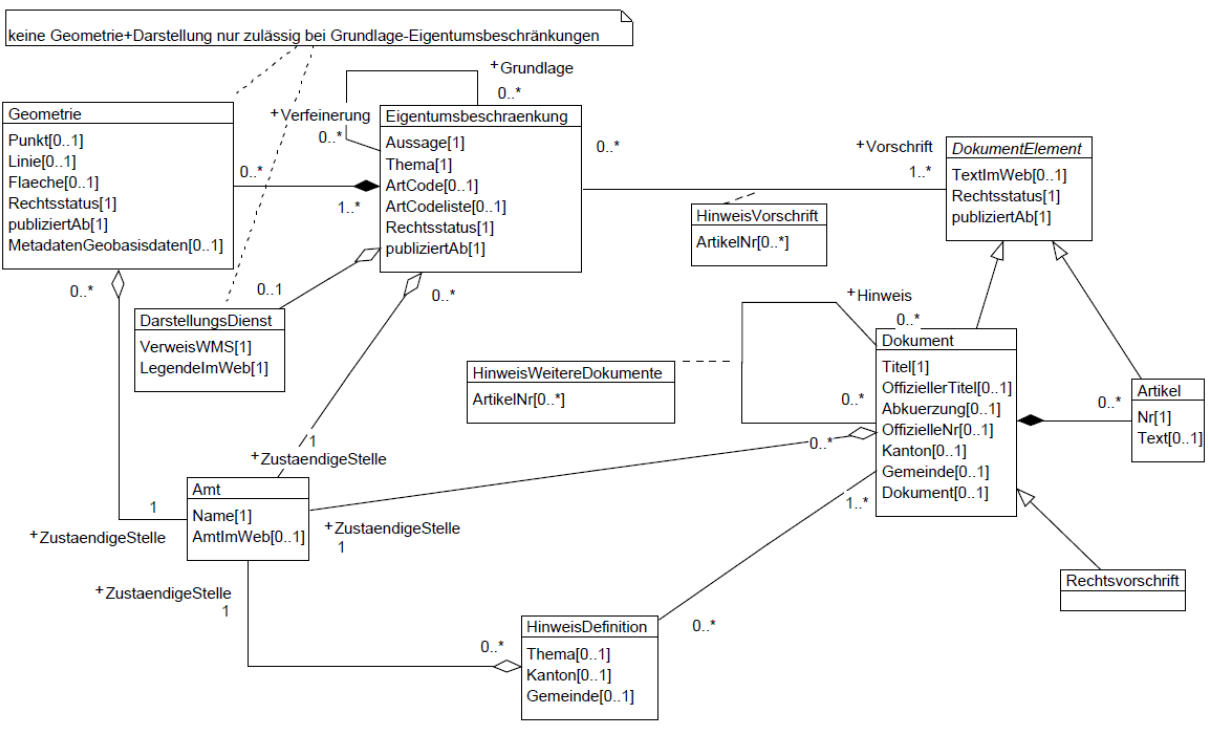 keine Geometrie+Darstellung nur zulässig bei Grundlage-Eigentumsbeschränkungen
+Grundlage
0..*
+Verfeinerung
0..*
Geometrie
Punkt[0..1]
Linie[0..1]
Flaeche[0..1]
Rechtsstatus[1]
publiziertAb[1]
MetadatenGeobasisdaten[0..1]
0..*
1..*
Eigentumsbeschraenkung
Aussage[1]
Thema[1]
ArtCode[0..1]
ArtCodeliste[0..1]
Rechtsstatus[1]
publiziertAb[1]
0..*
+Vorschrift
1..*
DokumentElement
TextImWeb[0..1]
Rechtsstatus[1]
publiziertAb[1]
HinweisVorschrift
ArtikelNr[0..*]
0..*
0..1
0..*
DarstellungsDienst
VerweisWMS[1]
LegendeImWeb[1]
+Hinweis
0..*
HinweisWeitereDokumente
ArtikelNr[0..*]
0..*
Dokument
Titel[1]
OffiziellerTitel[0..1]
Abkuerzung[0..1]
OffizielleNr[0..1]
Kanton[0..1]
Gemeinde[0..1]
Dokument[0..1]
0..*
Artikel
Nr[1]
Text[0..1]
0..*
1
+ZustaendigeStelle
Amt
Name[1]
AmtImWeb[0..1]
1
+ZustaendigeStelle
+ZustaendigeStelle
1
1..*
Rechtsvorschrift
+ZustaendigeStelle
1
0..*
HinweisDefinition
Thema[0..1]
Kanton[0..1]
Gemeinde[0..1]
0..*